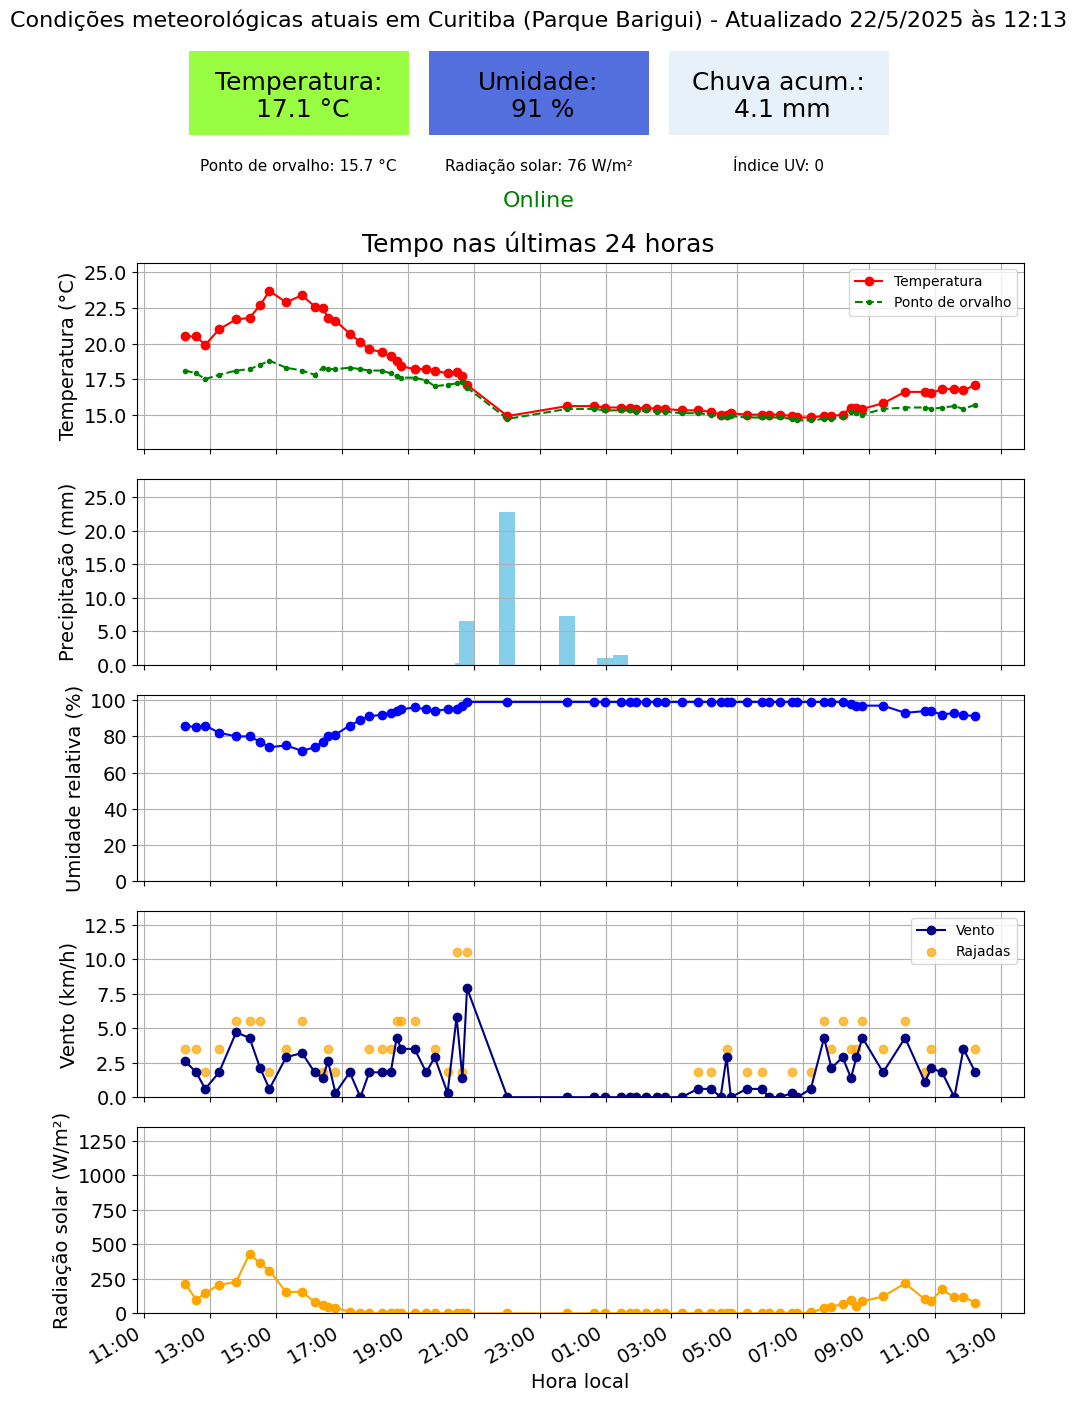 Condições meteorológicas atuais em Curitiba (Parque Barigui) - Atualizado 22/5/2025 às 12:13
Temperatura:
17.1 °C
Umidade:
91 %
Chuva acum.:
4.1 mm
Ponto de orvalho: 15.7 °C
Radiação solar: 76 W/m²
Índice UV: 0
Online
Tempo nas últimas 24 horas
Temperatura (°C)
25.0
22.5
20.0
17.5
15.0
Temperatura
Ponto de orvalho
Precipitação (mm)
25.0
20.0
15.0
10.0
5.0
0.0
Umidade relativa (%)
100
80
60
40
20
0
Vento (km/h)
12.5
10.0
7.5
5.0
2.5
0.0
Vento
Rajadas
Radiação solar (W/m²)
1250
1000
750
500
250
0
11:00
13:00
15:00
17:00
19:00
21:00
23:00
01:00
03:00
05:00
07:00
09:00
11:00
13:00
Hora local